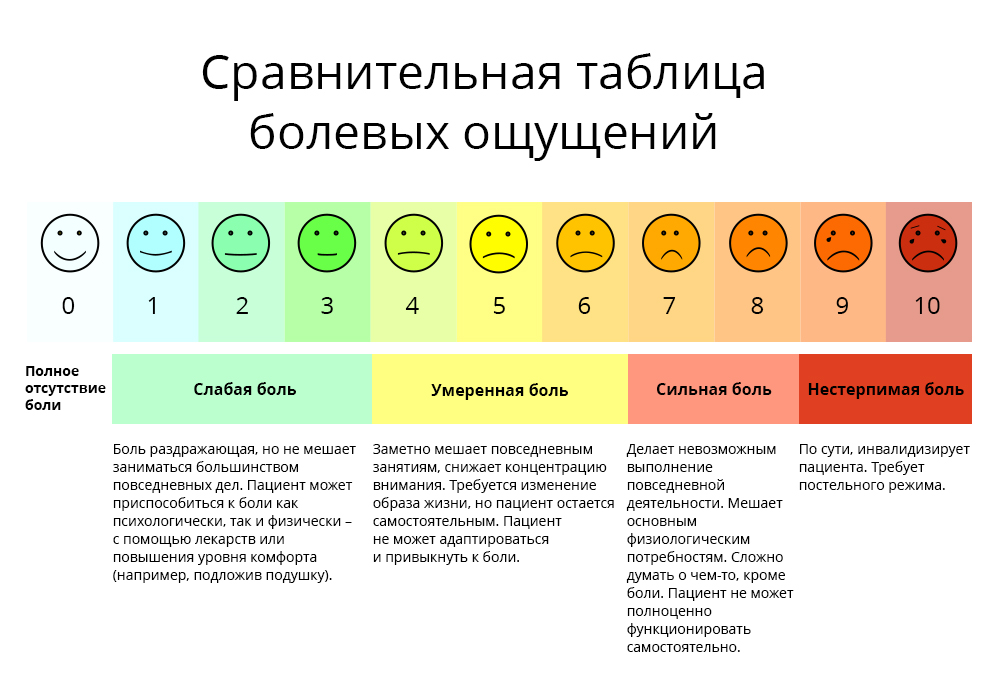 Сравнительная таблица
болевых ощущений
0 1 2 3 4 5 6 7 8 9 10
Полное
отсутствие
боли
Слабая боль
Умеренная боль
Сильная боль
Нестерпимая боль
Боль раздражающая, но не мешает
заниматься большинством
повседневных дел. Пациент может
приспособиться к боли как
психологически, так и физически –
с помощью лекарств или
повышения уровня комфорта
(например, подложив подушку).
Заметно мешает повседневным
занятиям, снижает концентрацию
внимания. Требуется изменение
образа жизни, но пациент остается
самостоятельным. Пациент
не может адаптироваться
и привыкнуть к боли.
Делает невозможным
выполнение
повседневной
деятельности. Мешает
основным
физиологическим
потребностям. Сложно
думать о чем-то, кроме
боли. Пациент не может
полноценно
функционировать
самостоятельно.
По сути, инвалидизирует
пациента. Требует
постельного режима.